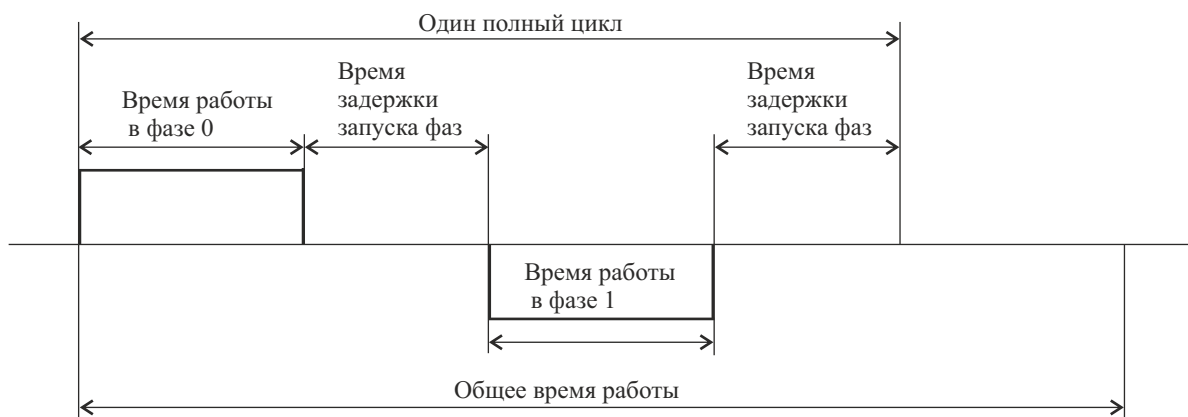 Один полный цикл
Время работы
в фазе 0
Время
задержки
запуска фаз
Время
задержки
запуска фаз
Время работы
в фазе 1
Общее время работы